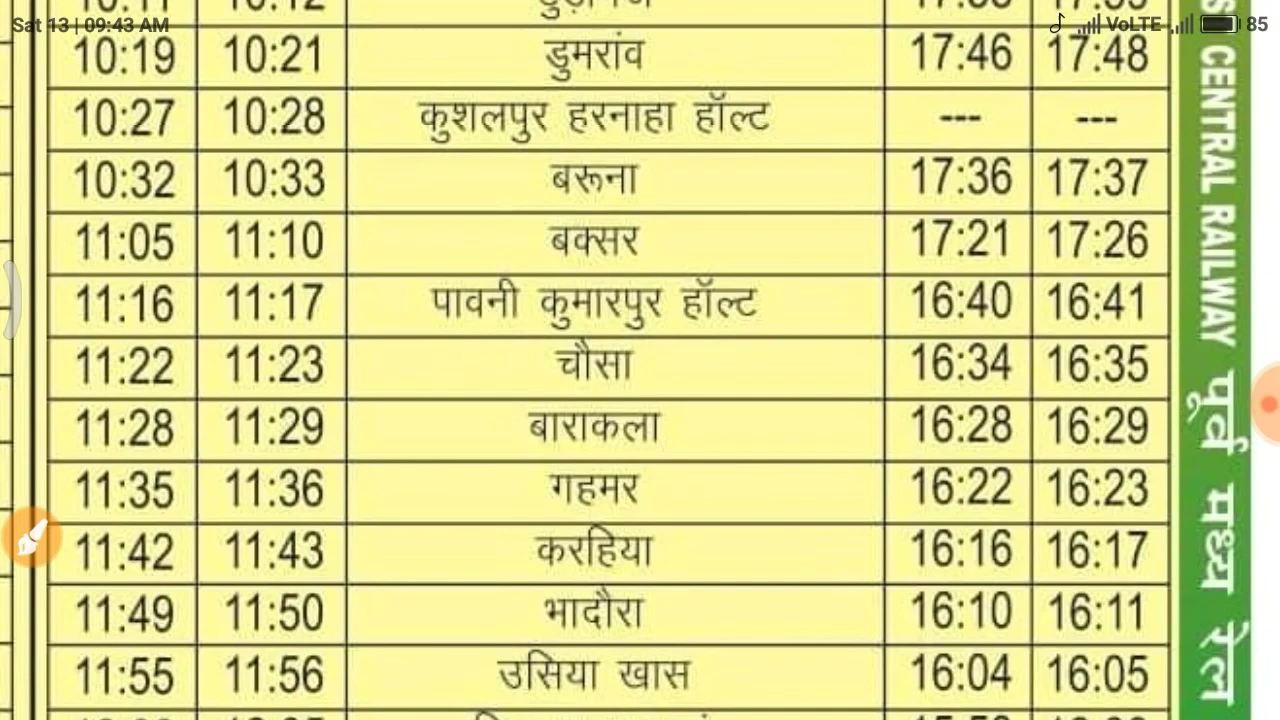 Sat 13 | 09:43 AM VoLTE 85
10:19 10:21 डुमरांव 17:46 17:48
10:27 10:28 कुशलपुर हरनाहा हॉल्ट --- ---
10:32 10:33 बरूना 17:36 17:37
11:05 11:10 बक्सर 17:21 17:26
11:16 11:17 पावनी कुमारपुर हॉल्ट 16:40 16:41
11:22 11:23 चौसा 16:34 16:35
11:28 11:29 बाराकला 16:28 16:29
11:35 11:36 गहमर 16:22 16:23
11:42 11:43 करहिया 16:16 16:17
11:49 11:50 भादौरा 16:10 16:11
11:55 11:56 उसिया खास 16:04 16:05
CENTRAL RAILWAY पूर्व मध्य रेल